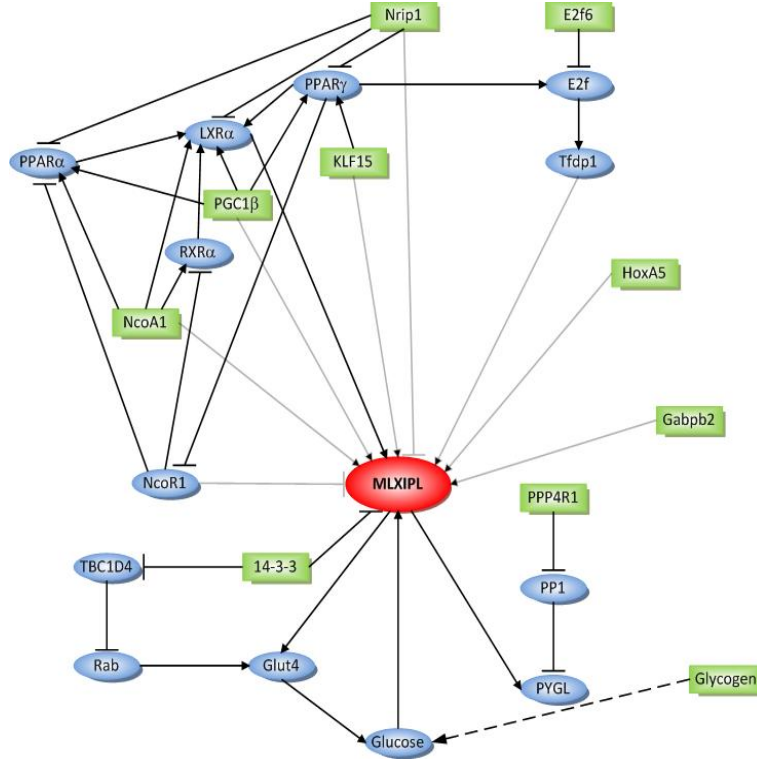 Nrip1
E2f6
PPARγ
E2f
LXRα
PPARα
KLF15
Tfdp1
PGC1β
RXRα
HoxA5
NcoA1
Gabpb2
NcoR1
MLXIPL
PPP4R1
TBC1D4
14-3-3
PP1
Rab
Glut4
PYGL
Glycogen
Glucose